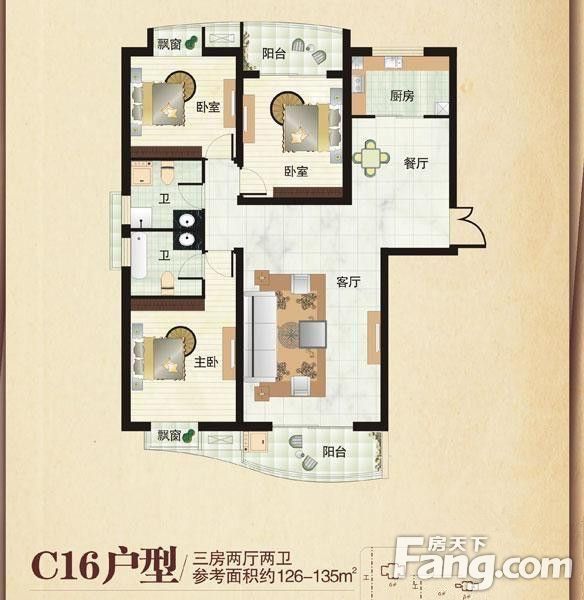 飘窗
阳台
卧室
卧室
厨房
餐厅
卫
卫
客厅
主卧
飘窗
阳台
C16户型
三房两厅两卫
参考面积约126-135m²
房天下
Fang.com